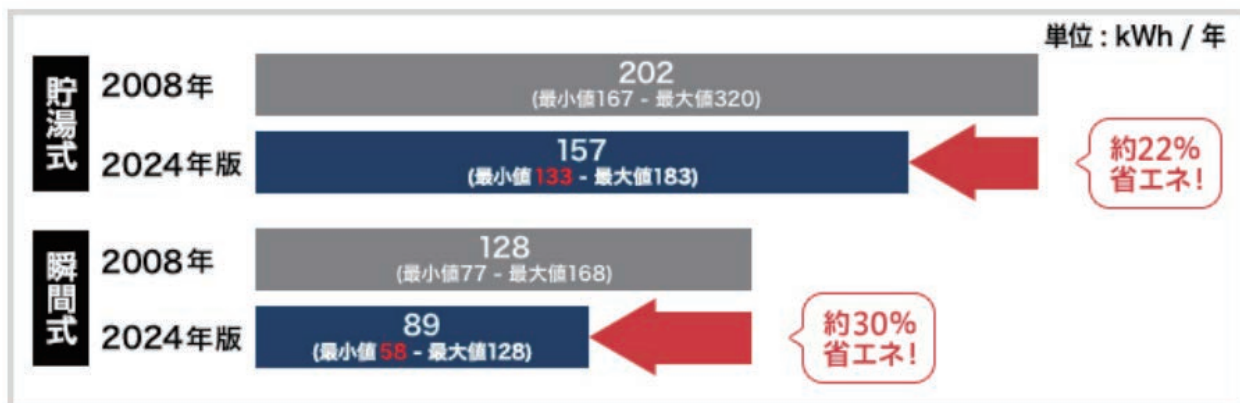 単位：kWh / 年
貯湯式
2008年
202
(最小値167 - 最大値320)
2024年版
157
(最小値133 - 最大値183)
約22%
省エネ！
瞬間式
2008年
128
(最小値77 - 最大値168)
2024年版
89
(最小値58 - 最大値128)
約30%
省エネ！